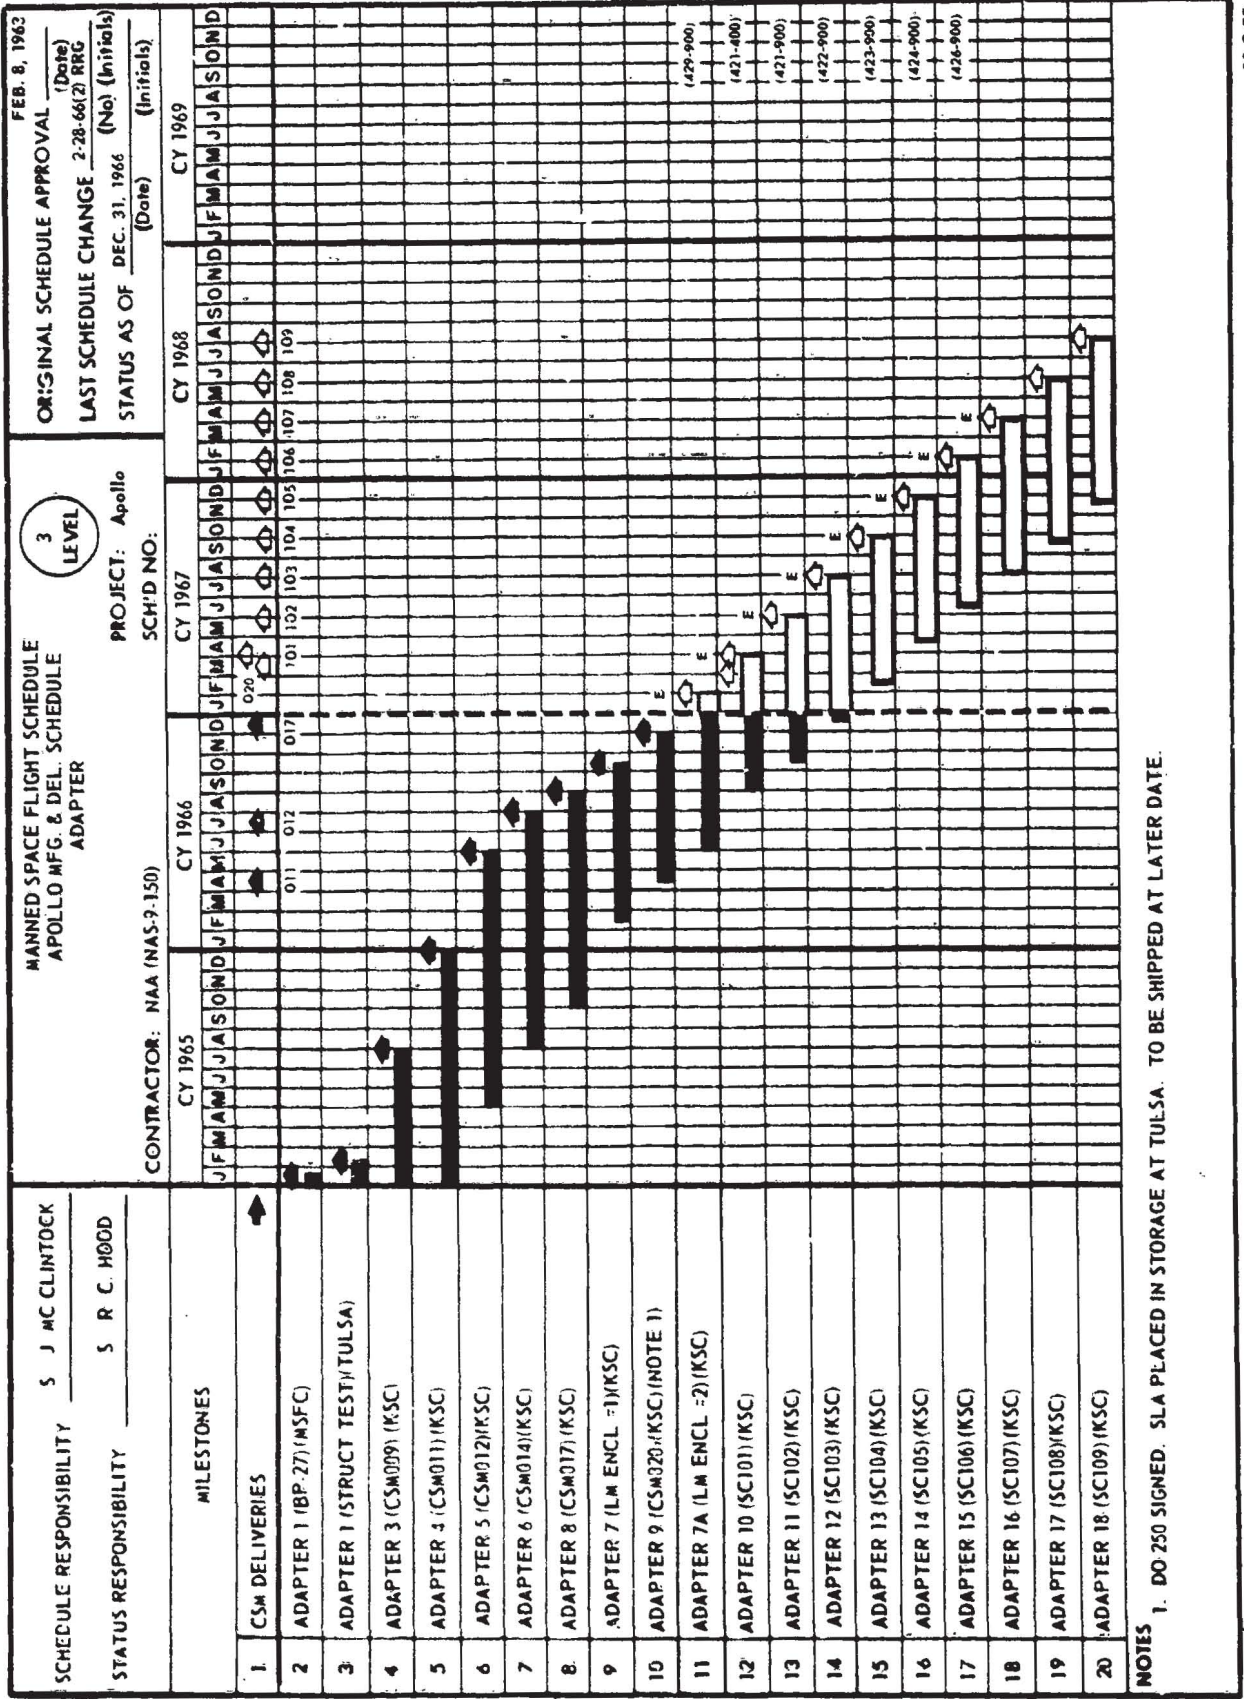 SCHEDULE RESPONSIBILITY S J MC CLINTOCK
STATUS RESPONSIBILITY S R C. HOOD
MANNED SPACE FLIGHT SCHEDULE
APOLLO MFG. & DEL. SCHEDULE
ADAPTER
3
LEVEL
CONTRACTOR: NAA (NAS-9-150)
PROJECT: Apollo
SCH'D NO:
FEB. 8, 1963
ORIGINAL SCHEDULE APPROVAL
(Date)
LAST SCHEDULE CHANGE 2-28-66(2) RRG
(No) (Initials)
STATUS AS OF DEC. 31, 1966
(Date) (Initials)
MILESTONES
CY 1965 CY 1966 CY 1967 CY 1968 CY 1969
J F M A M J J A S O N D J F M A M J J A S O N D J F M A M J J A S O N D J F M A M J J A S O N D J F M A M J J A S O N D
1. CSM DELIVERIES
011 012 017 020 101 102 103 104 105 106 107 108 109
2 ADAPTER 1 (BP-27)(MSFC)
3 ADAPTER 1 (STRUCT TEST)(TULSA)
4 ADAPTER 3 (CSM009) (KSC)
5 ADAPTER 4 (CSM011)(KSC)
6 ADAPTER 5 (CSM012)(KSC)
7 ADAPTER 6 (CSM014)(KSC)
8. ADAPTER 8 (CSM017) (KSC)
9 ADAPTER 7 (LM ENCL =1)(KSC)
10 ADAPTER 9 (CSM020)(KSC)(NOTE 1) E
11 ADAPTER 7A (LM ENCL =2)(KSC) E (429-900)
12 ADAPTER 10 (SC101)(KSC) E (421-400)
13 ADAPTER 11 (SC102)(KSC) E (421-900)
14 ADAPTER 12 (SC103)(KSC) E (422-900)
15 ADAPTER 13 (SC104)(KSC) E (423-900)
16 ADAPTER 14 (SC105)(KSC) E (424-900)
17 ADAPTER 15 (SC106)(KSC) E (426-900)
18 ADAPTER 16 (SC107)(KSC)
19 ADAPTER 17 (SC108)(KSC)
20 ADAPTER 18 (SC109)(KSC)
NOTES
1. DO 250 SIGNED. SLA PLACED IN STORAGE AT TULSA. TO BE SHIPPED AT LATER DATE.